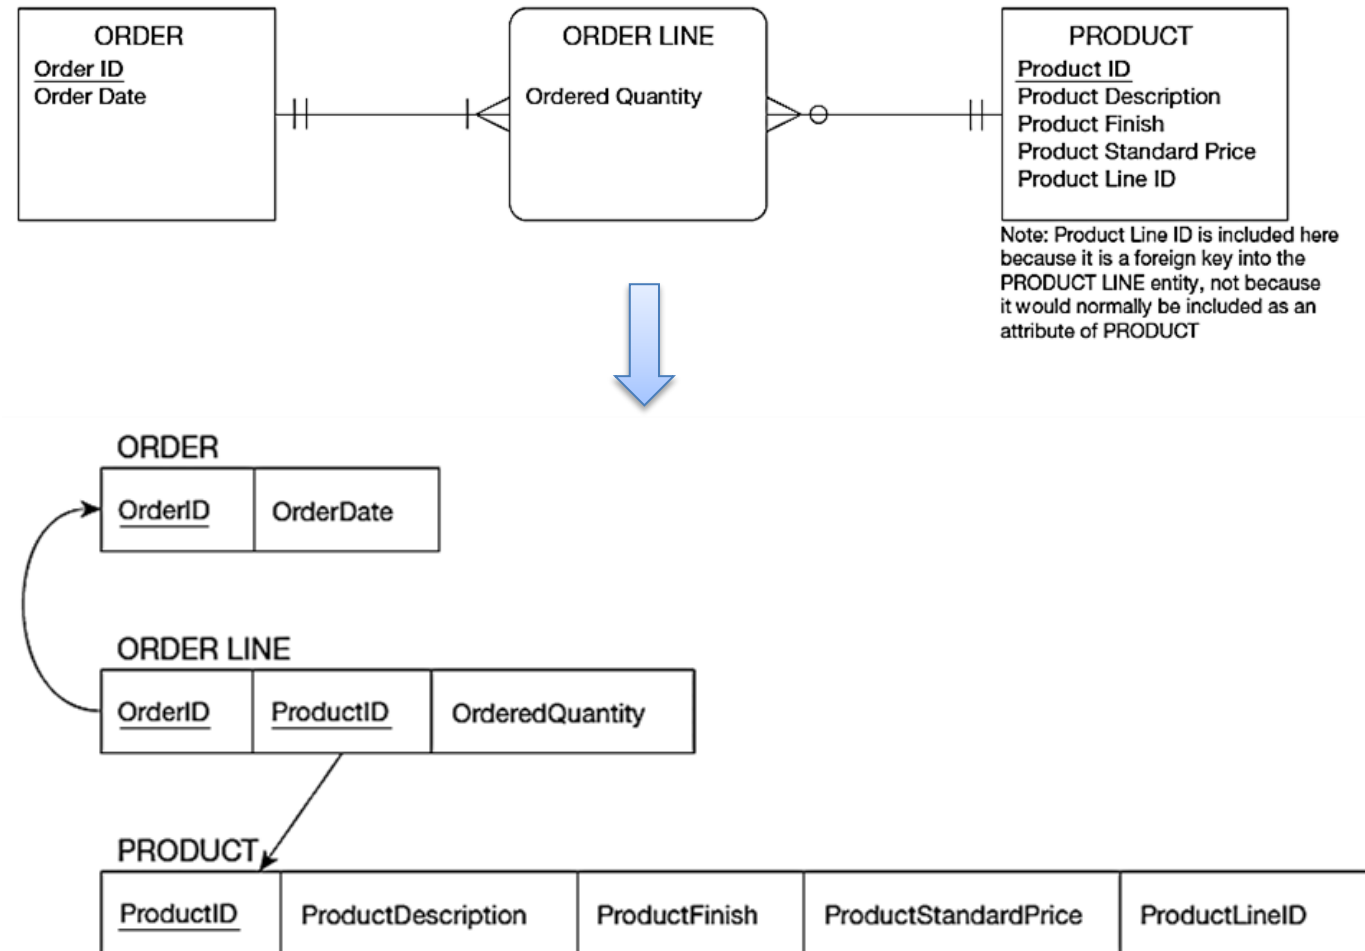 ORDER
Order ID
Order Date
ORDER LINE
Ordered Quantity
PRODUCT
Product ID
Product Description
Product Finish
Product Standard Price
Product Line ID
Note: Product Line ID is included here
because it is a foreign key into the
PRODUCT LINE entity, not because
it would normally be included as an
attribute of PRODUCT
ORDER
OrderID OrderDate
ORDER LINE
OrderID ProductID OrderedQuantity
PRODUCT
ProductID ProductDescription ProductFinish ProductStandardPrice ProductLineID